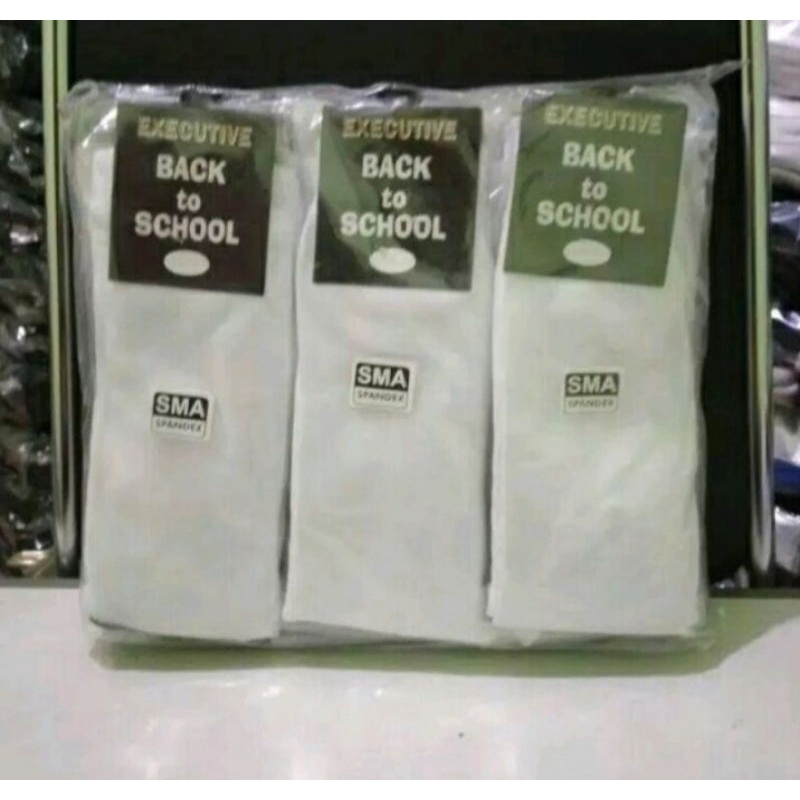 EXECUTIVE
BACK
to
SCHOOL
EXECUTIVE
BACK
to
SCHOOL
EXECUTIVE
BACK
to
SCHOOL
SMA
SPANDEX
SMA
SPANDEX
SMA
SPANDEX